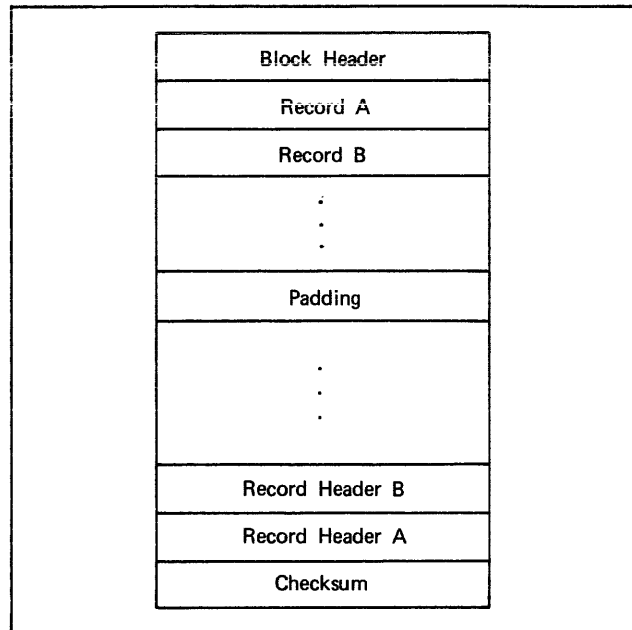 Block Header
Record A
Record B
.
.
.
Padding
.
.
.
Record Header B
Record Header A
Checksum